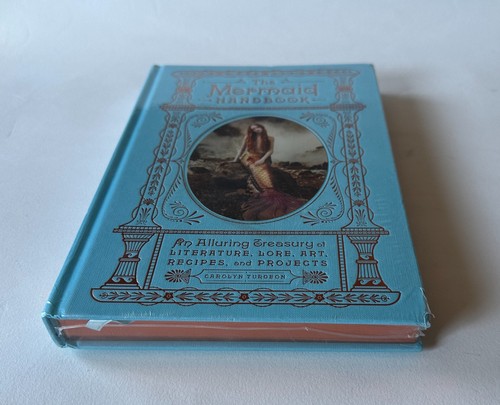 The
Mermaid
HANDBOOK
An Alluring Treasury of
LITERATURE, LORE, ART,
RECIPES, and PROJECTS
CAROLYN TURGEON